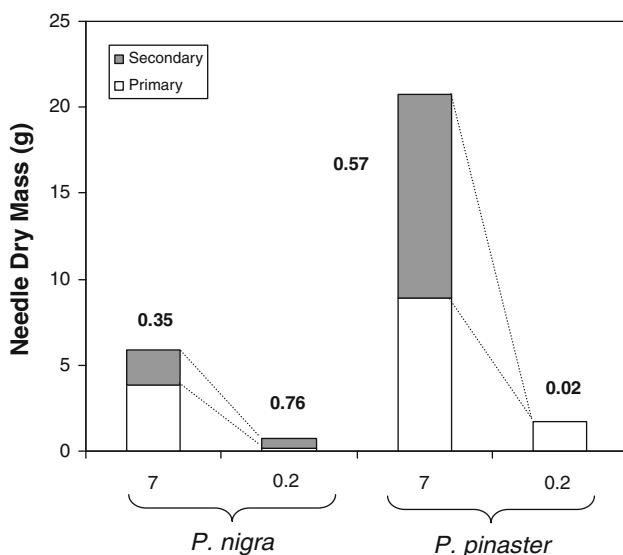 25
20
15
10
5
0
Needle Dry Mass (g)
Secondary
Primary
0.35
0.76
0.57
0.02
7 0.2 7 0.2
P. nigra P. pinaster